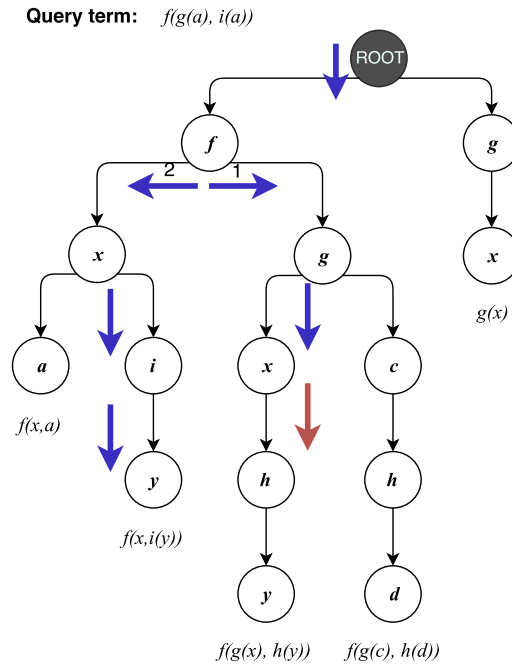 Query term: f(g(a), i(a))
ROOT
f
g
2
1
x
g
x
g(x)
a
i
x
c
f(x,a)
y
h
h
f(x,i(y))
y
d
f(g(x), h(y))
f(g(c), h(d))